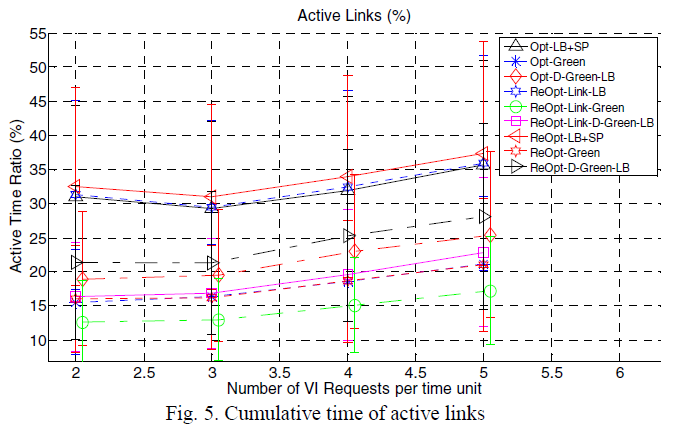 Active Links (%)
55
50
45
40
35
30
25
20
15
10
Active Time Ratio (%)
Opt-LB+SP
Opt-Green
Opt-D-Green-LB
ReOpt-Link-LB
ReOpt-Link-Green
ReOpt-Link-D-Green-LB
ReOpt-LB+SP
ReOpt-Green
ReOpt-D-Green-LB
2 2.5 3 3.5 4 4.5 5 5.5 6
Number of VI Requests per time unit
Fig. 5. Cumulative time of active links